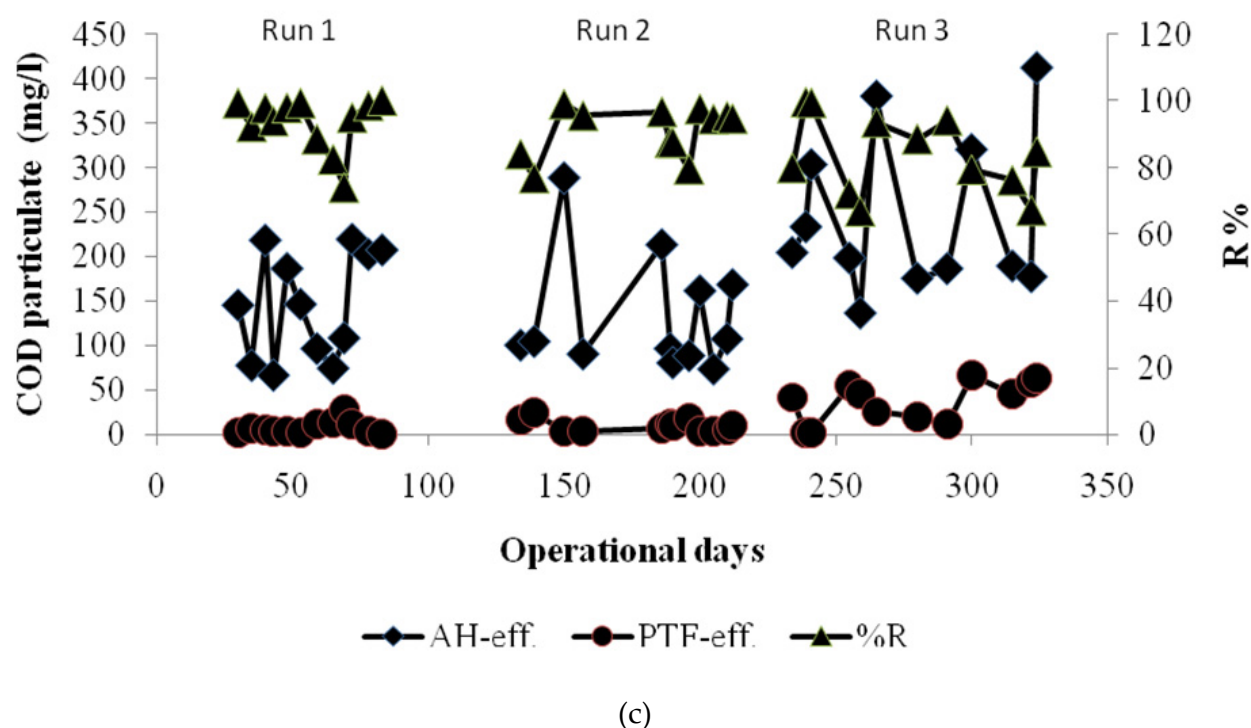 Run 1 Run 2 Run 3
450
400
350
300
250
200
150
100
50
0
COD particulate (mg/l)
120
100
80
60
40
20
0
R %
0 50 100 150 200 250 300 350
Operational days
AH-eff. PTF-eff. %R
(c)